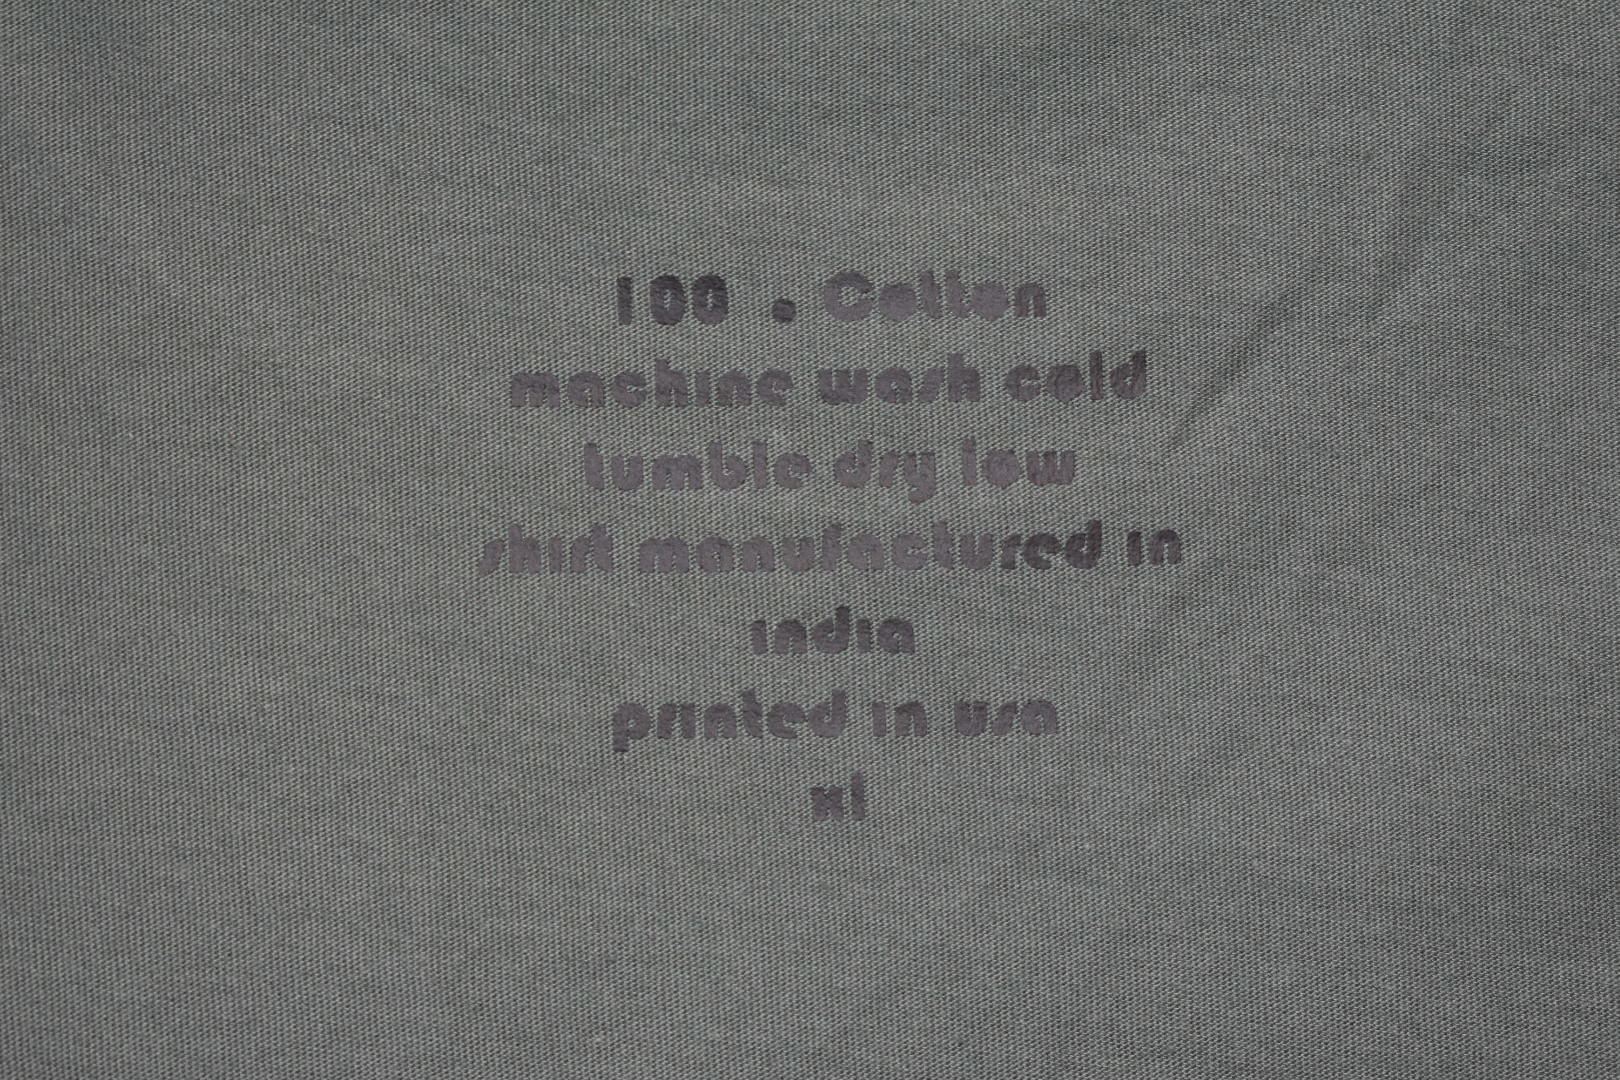 100 . Cotton
machine wash cold
tumble dry low
shirt manufactured in
india
printed in usa
xl